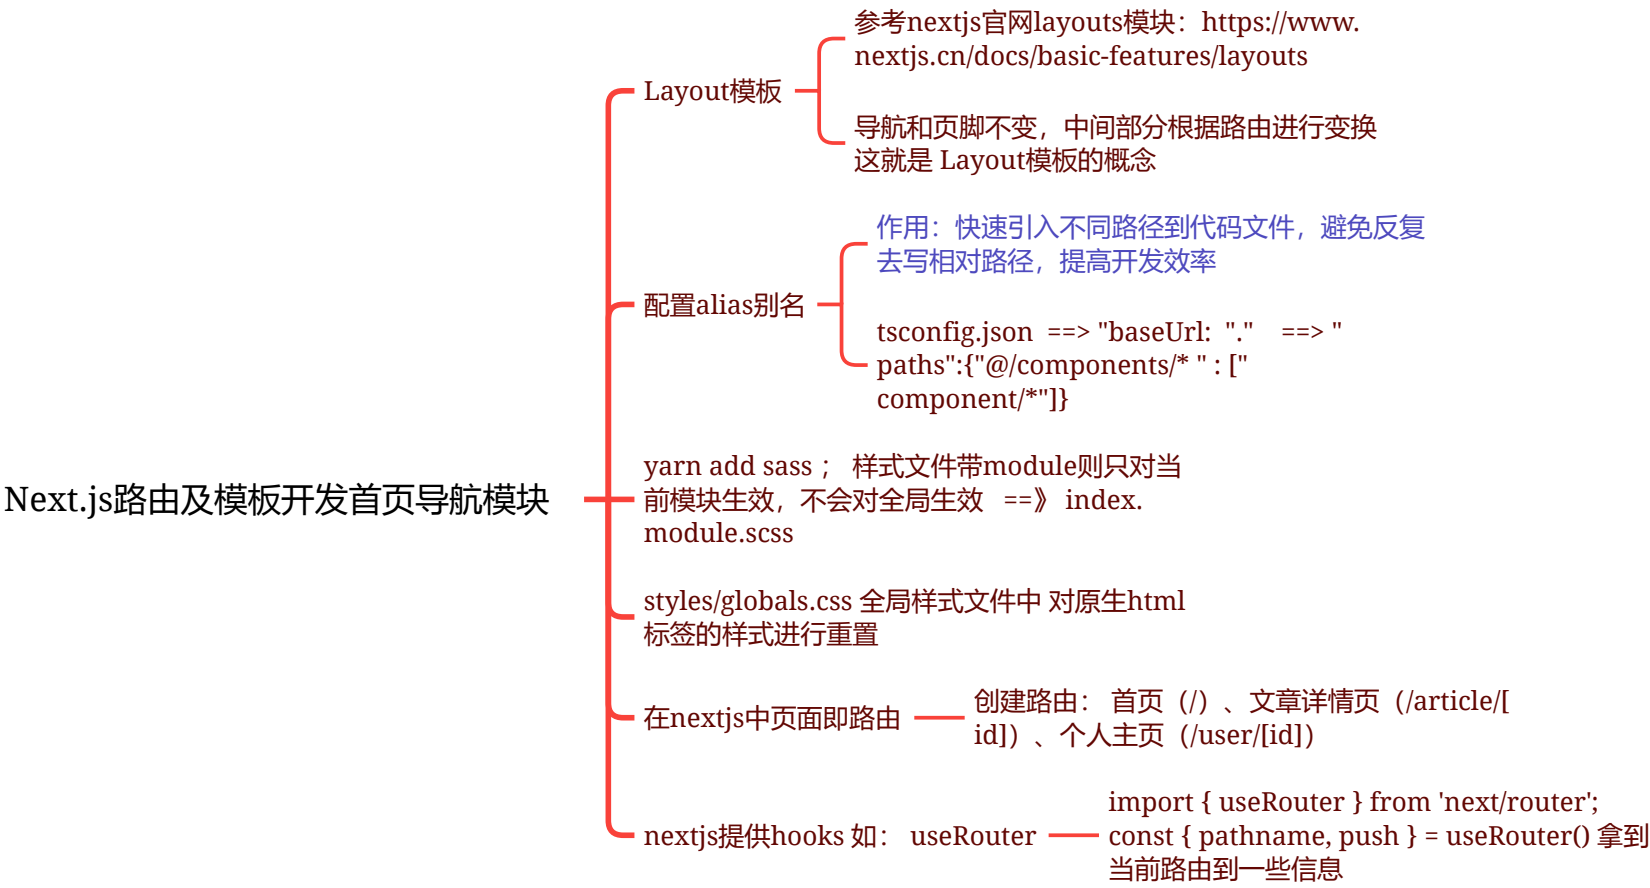 参考nextjs官网layouts模块：https://www.
nextjs.cn/docs/basic-features/layouts
Layout模板
导航和页脚不变，中间部分根据路由进行变换
这就是 Layout模板的概念
作用：快速引入不同路径到代码文件，避免反复
去写相对路径，提高开发效率
配置alias别名
tsconfig.json  ==> "baseUrl:  "."    ==> "
paths":{"@/components/* " : ["
component/*"]}
yarn add sass ； 样式文件带module则只对当
前模块生效，不会对全局生效   ==》 index.
module.scss
Next.js路由及模板开发首页导航模块
styles/globals.css 全局样式文件中 对原生html
标签的样式进行重置
在nextjs中页面即路由
创建路由： 首页（/）、文章详情页（/article/[
id]）、个人主页（/user/[id]）
nextjs提供hooks 如： useRouter
import { useRouter } from 'next/router';
const { pathname, push } = useRouter() 拿到
当前路由到一些信息